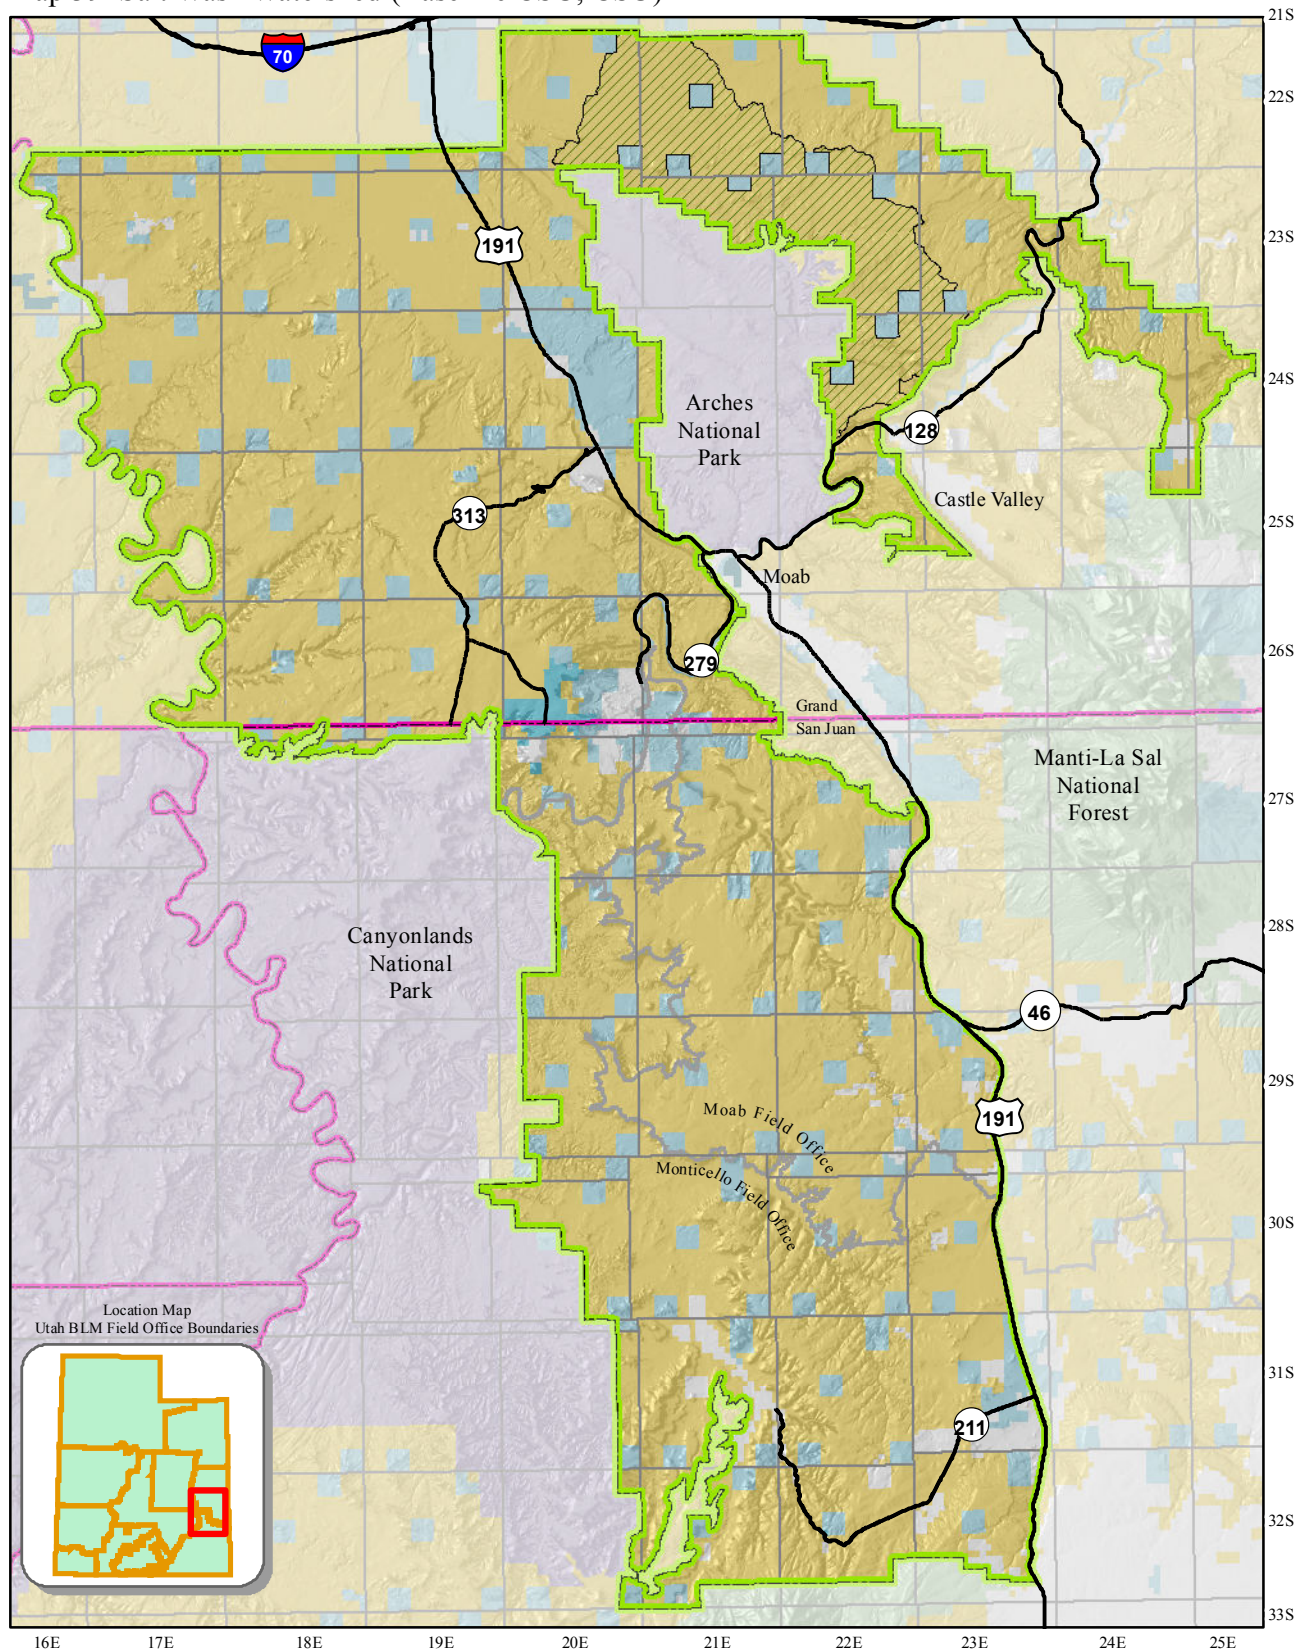 21S
70
22S
191
23S
24S
Arches
National
Park
128
Castle Valley
313
25S
Moab
279
26S
Grand
San Juan
Manti-La Sal
National
Forest
27S
Canyonlands
National
Park
28S
46
29S
Moab Field Office
191
Monticello Field Office
30S
Location Map
Utah BLM Field Office Boundaries
31S
211
32S
33S
16E 17E 18E 19E 20E 21E 22E 23E 24E 25E